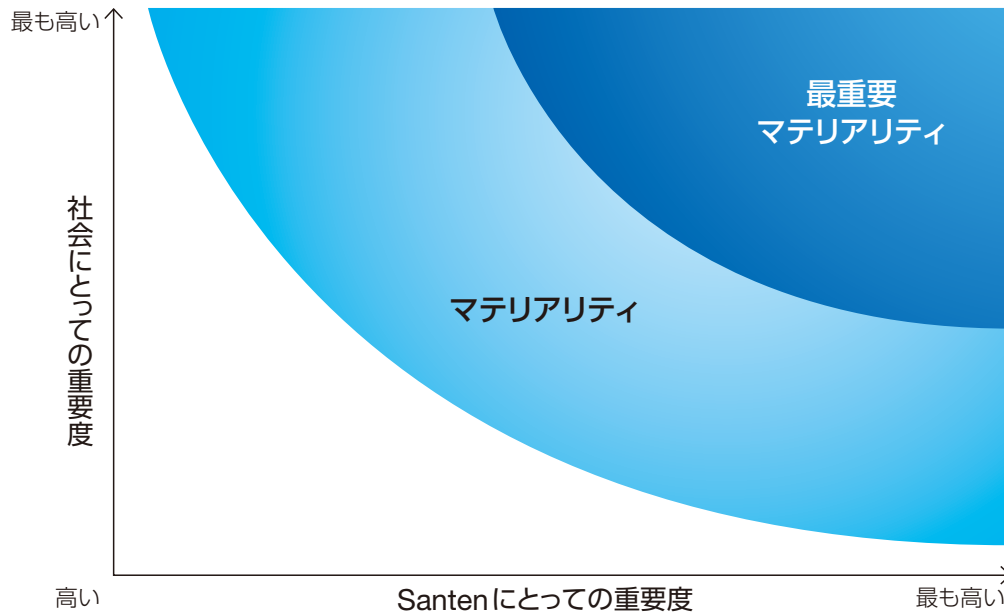 最も高い
最重要
マテリアリティ
社会にとっての重要度
マテリアリティ
高い
Santenにとっての重要度
最も高い